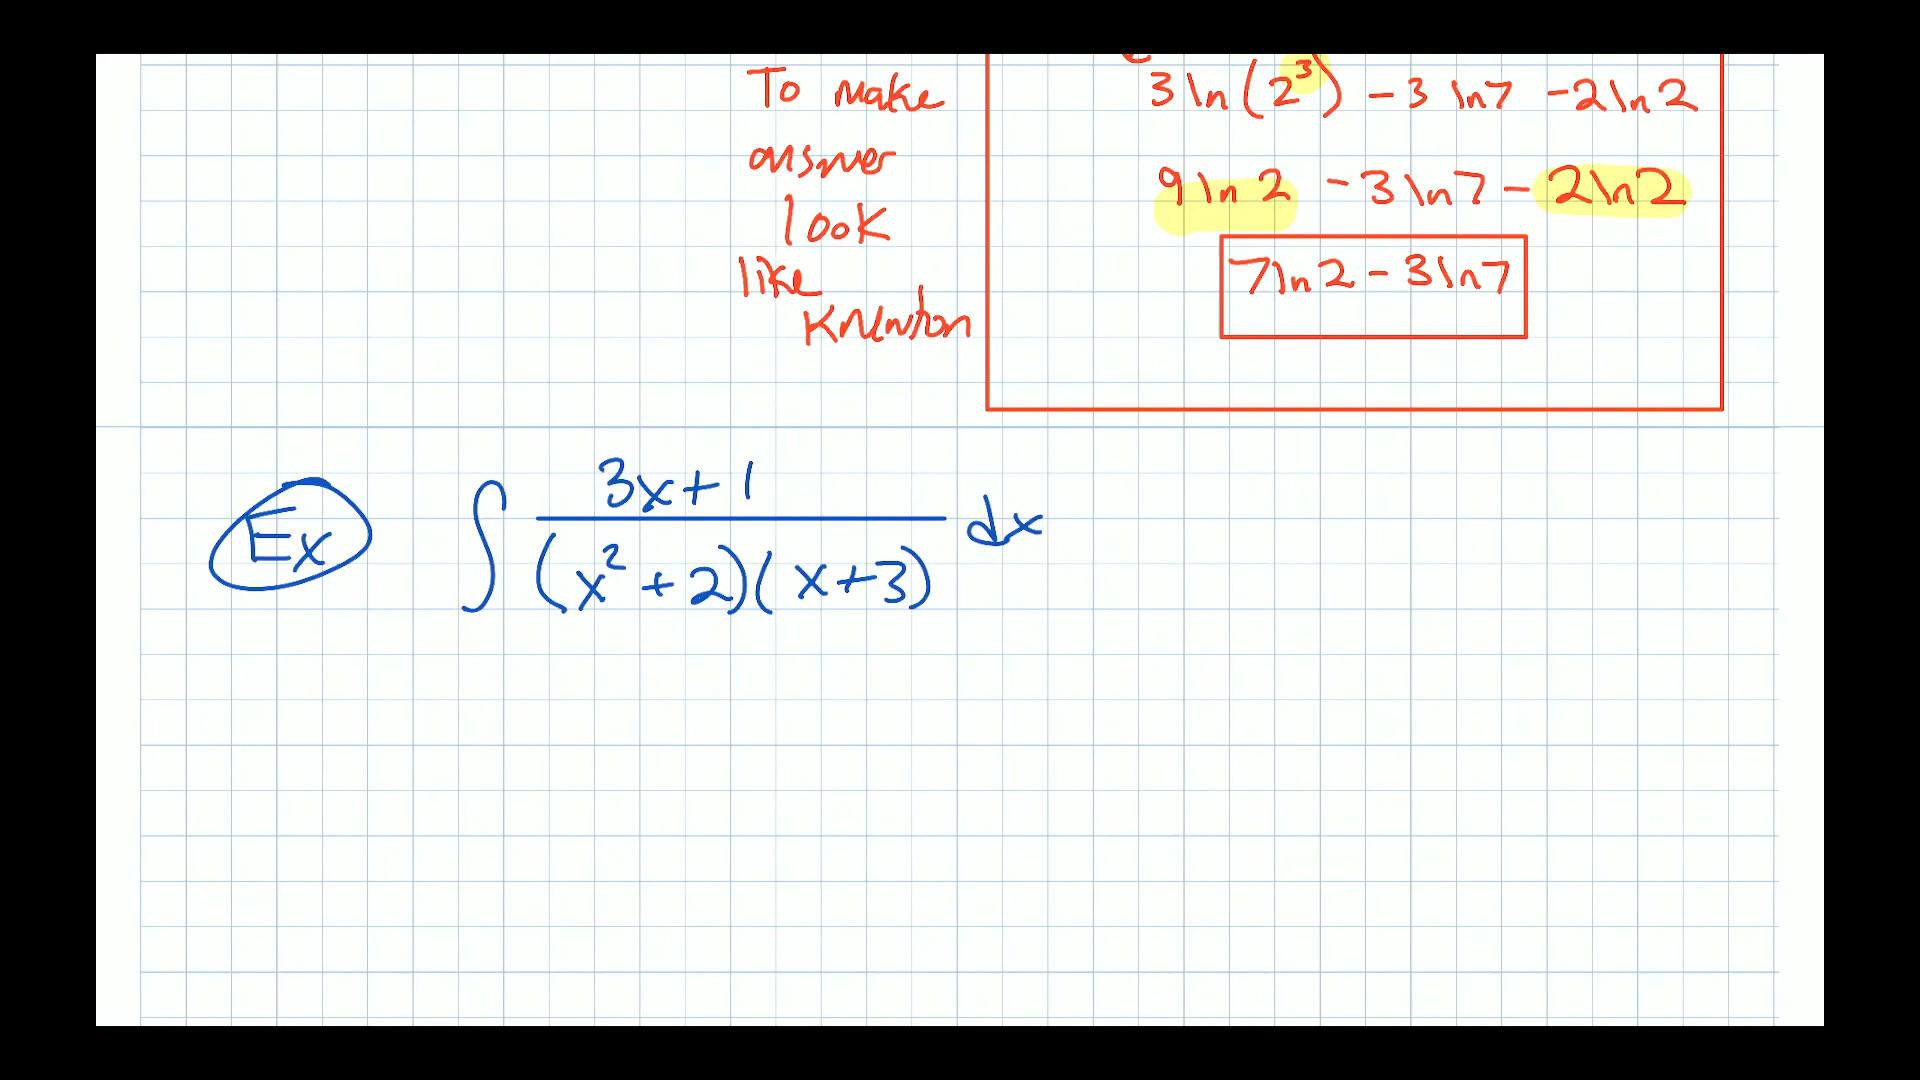 To make
answer
look
like
Knewton
3 ln(2³) - 3 ln7 - 2ln2
9 ln 2 - 3 ln7 - 2ln2
7ln2 - 3ln7
Ex ∫ (3x+1)/((x²+2)(x+3)) dx